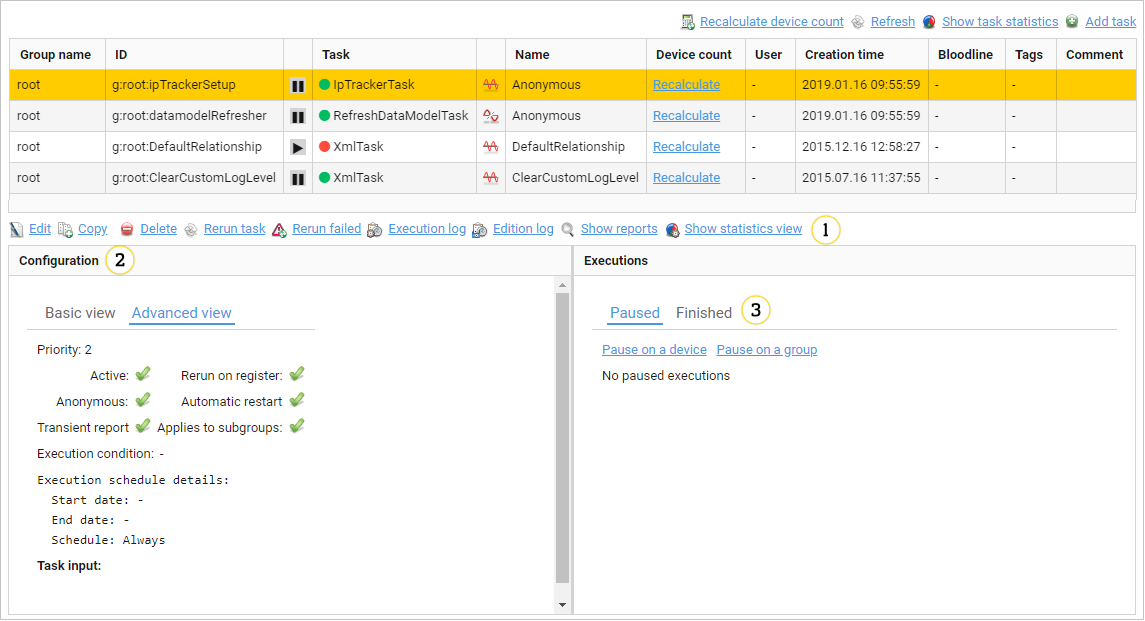 Recalculate device count Refresh Show task statistics Add task
Group name ID Task Name Device count User Creation time Bloodline Tags Comment
root g:root:ipTrackerSetup IpTrackerTask Anonymous Recalculate - 2019.01.16 09:55:59 - -
root g:root:datamodelRefresher RefreshDataModelTask Anonymous Recalculate - 2019.01.16 09:55:59 - -
root g:root:DefaultRelationship XmlTask DefaultRelationship Recalculate - 2015.12.16 12:58:27 - -
root g:root:ClearCustomLogLevel XmlTask ClearCustomLogLevel Recalculate - 2015.07.16 11:37:55 - -
Edit Copy Delete Rerun task Rerun failed Execution log Edition log Show reports Show statistics view 1
Configuration 2
Executions
Basic view Advanced view
Paused Finished 3
Priority: 2
Pause on a device Pause on a group
Active: Rerun on register:
No paused executions
Anonymous: Automatic restart
Transient report Applies to subgroups:
Execution condition: -
Execution schedule details:
Start date: -
End date: -
Schedule: Always
Task input: